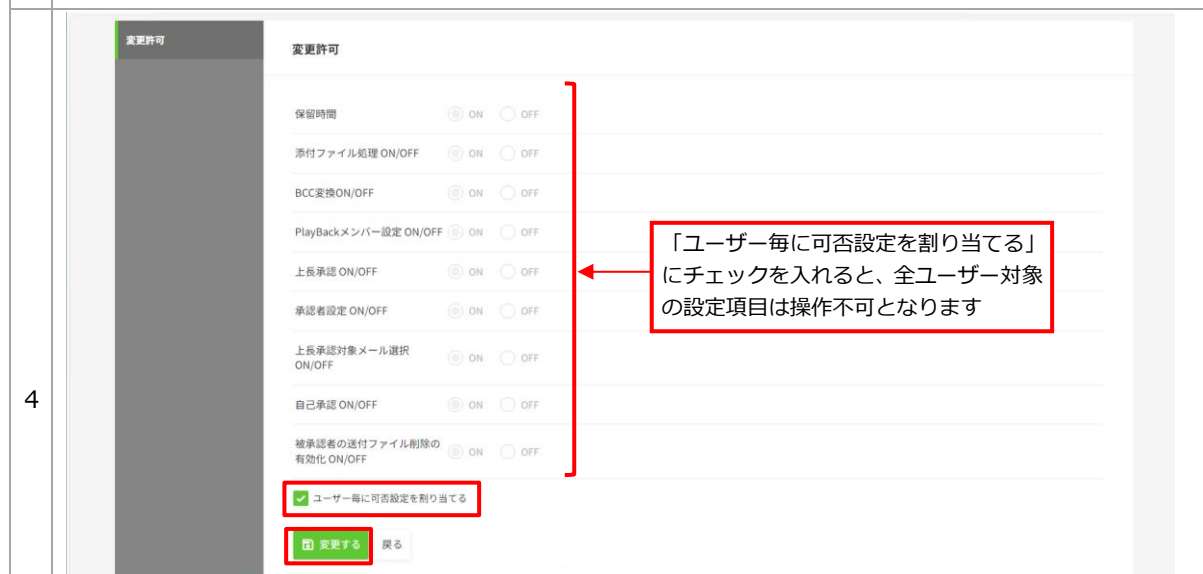 変更許可
変更許可
保留時間 ON OFF
添付ファイル処理 ON/OFF ON OFF
BCC変換ON/OFF ON OFF
PlayBackメンバー設定 ON/OFF ON OFF
上長承認 ON/OFF ON OFF
承認者設定 ON/OFF ON OFF
上長承認対象メール選択
ON/OFF ON OFF
自己承認 ON/OFF ON OFF
被承認者の送付ファイル削除の
有効化 ON/OFF ON OFF
「ユーザー毎に可否設定を割り当てる」
にチェックを入れると、全ユーザー対象
の設定項目は操作不可となります
4
ユーザー毎に可否設定を割り当てる
変更する 戻る